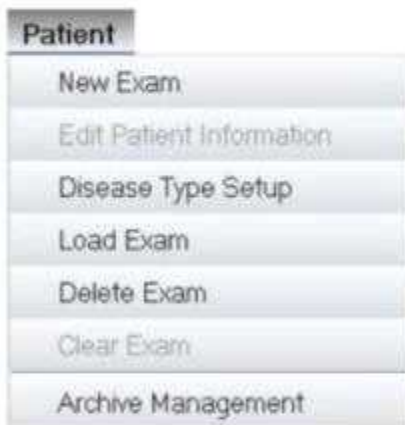 Patient
New Exam
Edit Patient Information
Disease Type Setup
Load Exam
Delete Exam
Clear Exam
Archive Management